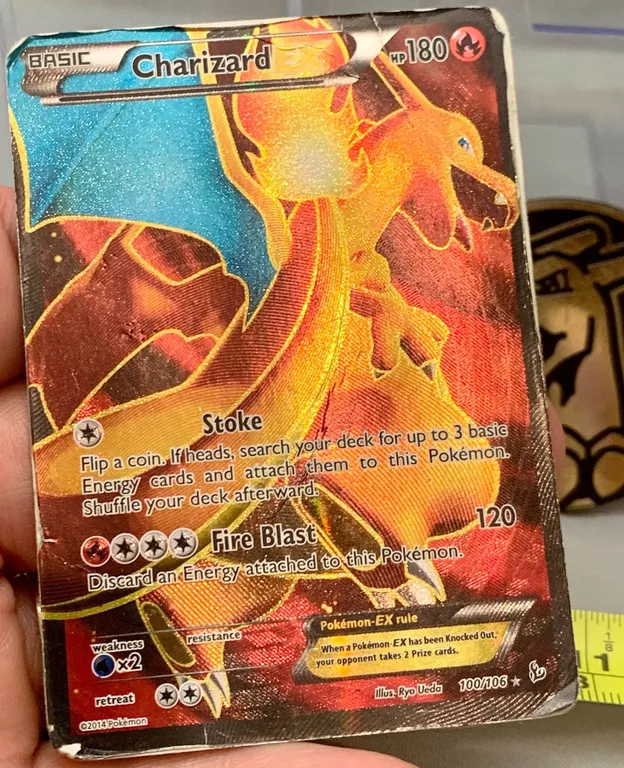 BASIC
Charizard
HP180
Stoke
Flip a coin. If heads, search your deck for up to 3 basic
Energy cards and attach them to this Pokémon.
Shuffle your deck afterward.
Fire Blast 120
Discard an Energy attached to this Pokémon.
weakness
resistance
×2
retreat
Pokémon-EX rule
When a Pokémon-EX has been Knocked Out,
your opponent takes 2 Prize cards.
Illus. Ryo Ueda
100/106
©2014 Pokémon
1/8
1